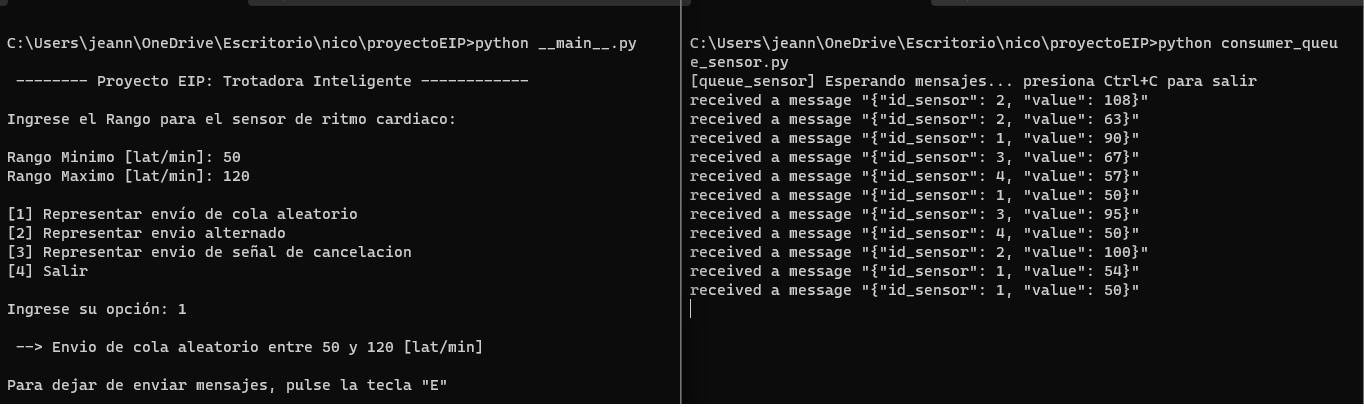 C:\Users\jeann\OneDrive\Escritorio\nico\proyectoEIP>python __main__.py
-------- Proyecto EIP: Trotadora Inteligente ------------
Ingrese el Rango para el sensor de ritmo cardiaco:
Rango Minimo [lat/min]: 50
Rango Maximo [lat/min]: 120
[1] Representar envío de cola aleatorio
[2] Representar envio alternado
[3] Representar envio de señal de cancelacion
[4] Salir
Ingrese su opción: 1
--> Envio de cola aleatorio entre 50 y 120 [lat/min]
Para dejar de enviar mensajes, pulse la tecla "E"
C:\Users\jeann\OneDrive\Escritorio\nico\proyectoEIP>python consumer_queu
e_sensor.py
[queue_sensor] Esperando mensajes... presiona Ctrl+C para salir
received a message "{"id_sensor": 2, "value": 108}"
received a message "{"id_sensor": 2, "value": 63}"
received a message "{"id_sensor": 1, "value": 90}"
received a message "{"id_sensor": 3, "value": 67}"
received a message "{"id_sensor": 4, "value": 57}"
received a message "{"id_sensor": 1, "value": 50}"
received a message "{"id_sensor": 3, "value": 95}"
received a message "{"id_sensor": 4, "value": 50}"
received a message "{"id_sensor": 2, "value": 100}"
received a message "{"id_sensor": 1, "value": 54}"
received a message "{"id_sensor": 1, "value": 50}"